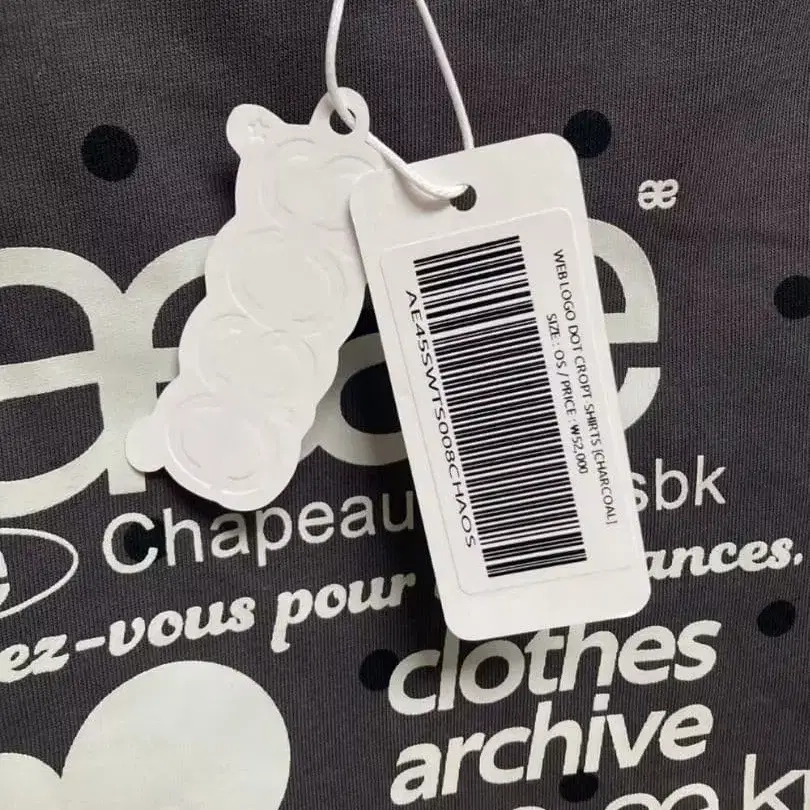 æ
WEB LOGO DOT CROPT SHIRTS [CHARCOAL]
SIZE : OS / PRICE : ₩52,000
AE45SWTS008CHAOS
Chapeau
sbk
ez-vous pour
ances.
clothes
archive